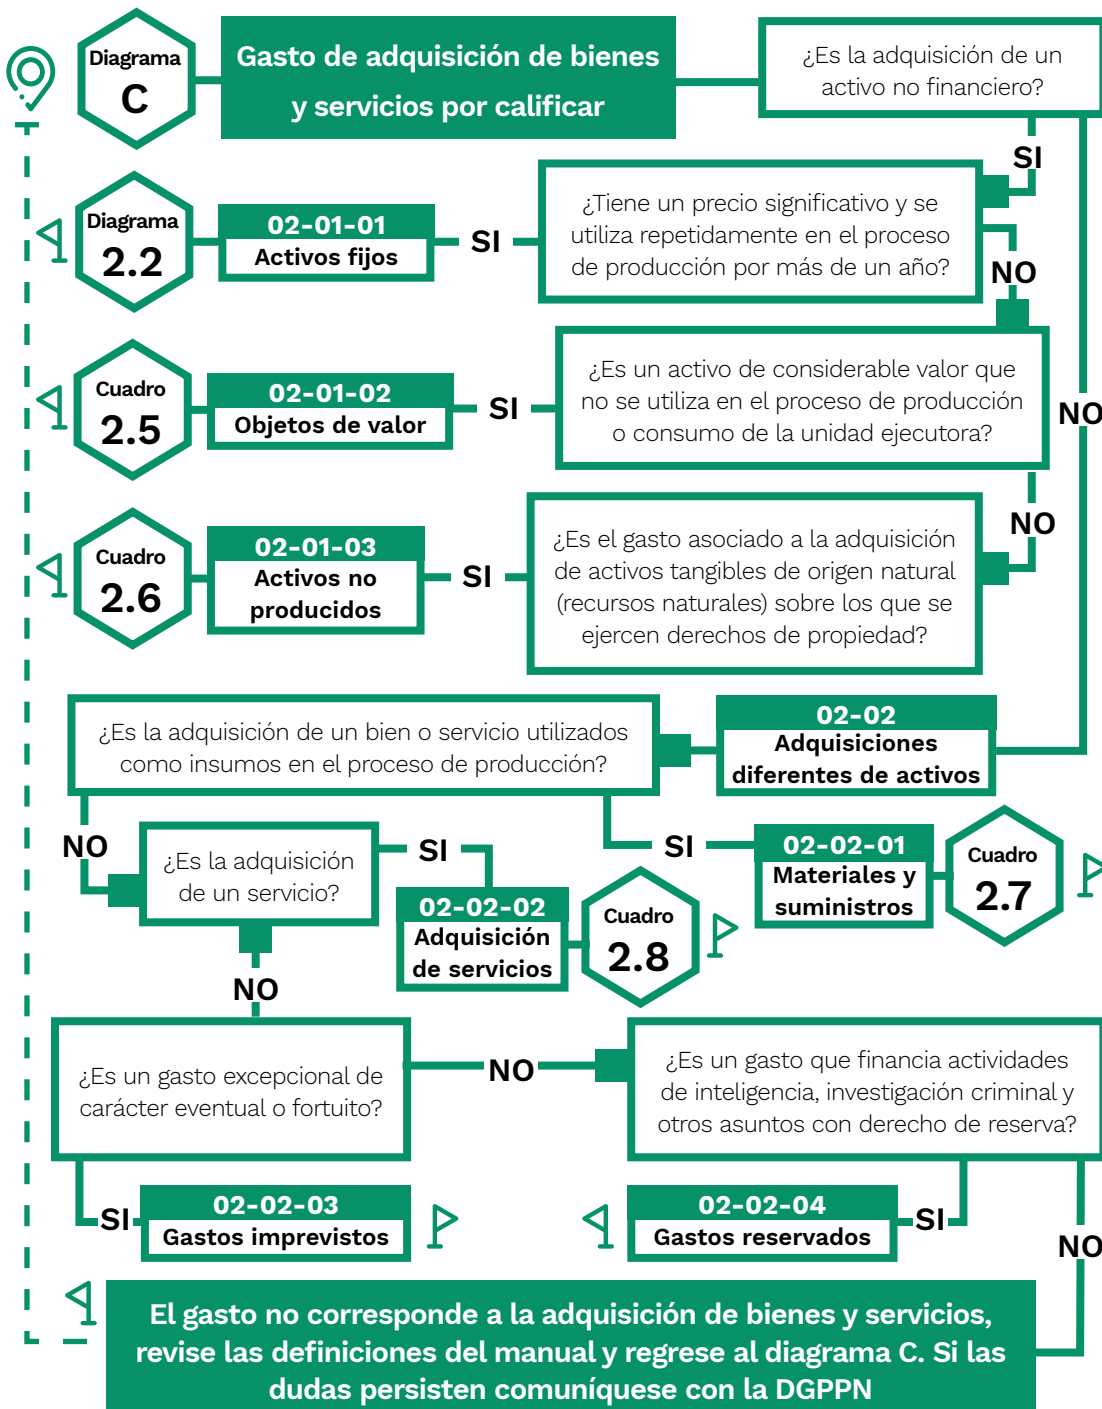 Diagrama
C
Gasto de adquisición de bienes
y servicios por calificar
¿Es la adquisición de un
activo no financiero?
SI
¿Tiene un precio significativo y se
utiliza repetidamente en el proceso
de producción por más de un año?
SI
02-01-01
Activos fijos
Diagrama
2.2
NO
¿Es un activo de considerable valor que
no se utiliza en el proceso de producción
o consumo de la unidad ejecutora?
SI
02-01-02
Objetos de valor
Cuadro
2.5
NO
NO
¿Es el gasto asociado a la adquisición
de activos tangibles de origen natural
(recursos naturales) sobre los que se
ejercen derechos de propiedad?
SI
02-01-03
Activos no
producidos
Cuadro
2.6
02-02
Adquisiciones
diferentes de activos
¿Es la adquisición de un bien o servicio utilizados
como insumos en el proceso de producción?
SI
02-02-01
Materiales y
suministros
Cuadro
2.7
NO
¿Es la adquisición
de un servicio?
SI
02-02-02
Adquisición
de servicios
Cuadro
2.8
NO
¿Es un gasto excepcional de
carácter eventual o fortuito?
NO
¿Es un gasto que financia actividades
de inteligencia, investigación criminal y
otros asuntos con derecho de reserva?
SI
02-02-03
Gastos imprevistos
02-02-04
Gastos reservados
SI
NO
El gasto no corresponde a la adquisición de bienes y servicios,
revise las definiciones del manual y regrese al diagrama C. Si las
dudas persisten comuníquese con la DGPPN